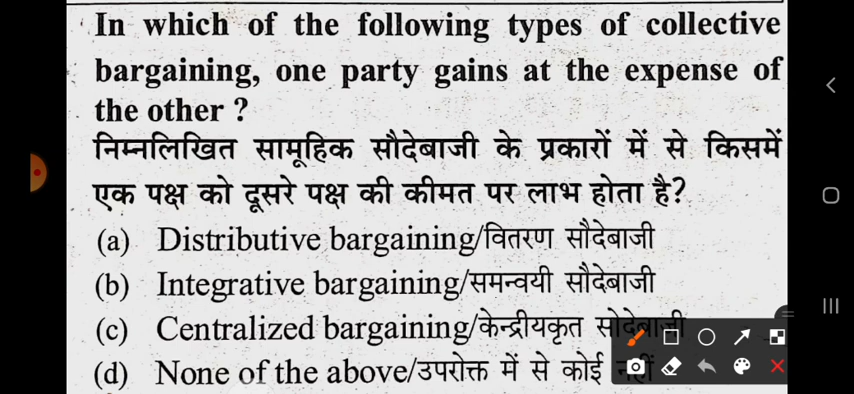 In which of the following types of collective
bargaining, one party gains at the expense of
the other ?
निम्नलिखित सामूहिक सौदेबाजी के प्रकारों में से किसमें
एक पक्ष को दूसरे पक्ष की कीमत पर लाभ होता है?
(a) Distributive bargaining/वितरण सौदेबाजी
(b) Integrative bargaining/समन्वयी सौदेबाजी
(c) Centralized bargaining/केन्द्रीयकृत सोदेबाजी
(d) None of the above/उपरोक्त में से कोई नहीं